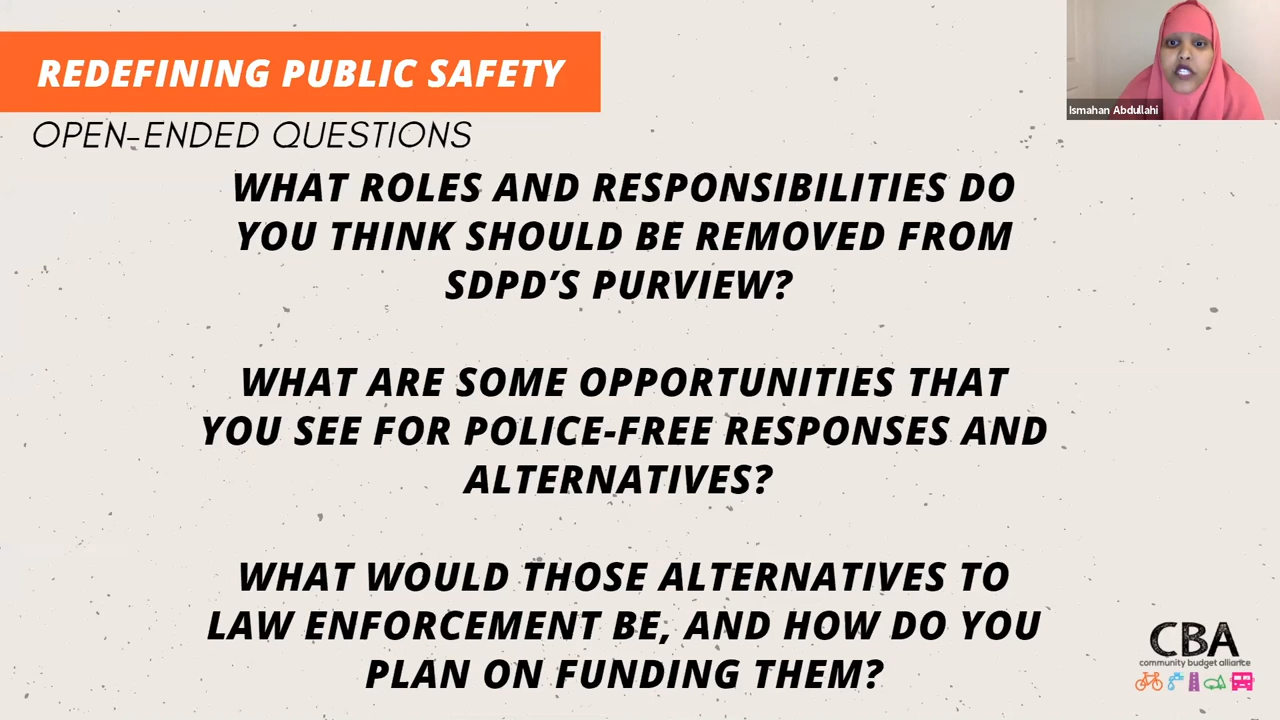 REDEFINING PUBLIC SAFETY
Ismahan Abdullahi
OPEN-ENDED QUESTIONS
WHAT ROLES AND RESPONSIBILITIES DO
YOU THINK SHOULD BE REMOVED FROM
SDPD’S PURVIEW?
WHAT ARE SOME OPPORTUNITIES THAT
YOU SEE FOR POLICE-FREE RESPONSES AND
ALTERNATIVES?
WHAT WOULD THOSE ALTERNATIVES TO
LAW ENFORCEMENT BE, AND HOW DO YOU
PLAN ON FUNDING THEM?
CBA
community budget alliance